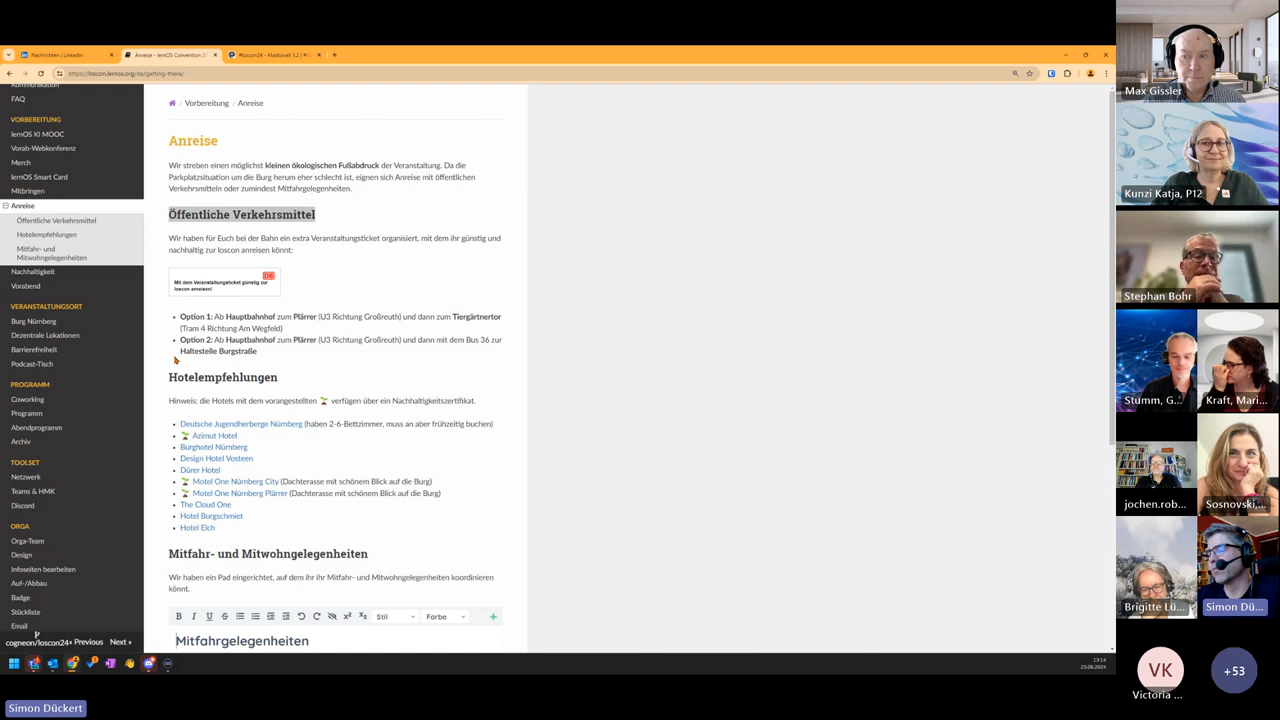 Nachrichten | LinkedIn
Anreise - lernOS Convention 2
#loscon24 - Mastowall 1.2 | #
https://loscon.lernos.org/de/getting-there/
Kommunikation
FAQ
VORBEREITUNG
lernOS KI MOOC
Vorab-Webkonferenz
Merch
lernOS Smart Card
Mitbringen
Anreise
Öffentliche Verkehrsmittel
Hotelempfehlungen
Mitfahr- und
Mitwohngelegenheiten
Nachhaltigkeit
Vorabend
VERANSTALTUNGSORT
Burg Nürnberg
Dezentrale Lokationen
Barrierefreiheit
Podcast-Tisch
PROGRAMM
Coworking
Programm
Abendprogramm
Archiv
TOOLSET
Netzwerk
Teams & HMK
Discord
ORGA
Orga-Team
Design
Infoseiten bearbeiten
Auf-/Abbau
Badge
Stückliste
Email
cogneon/loscon24
« Previous
Next »
/ Vorbereitung / Anreise
Anreise
Wir streben einen möglichst kleinen ökologischen Fußabdruck der Veranstaltung. Da die
Parkplatzsituation um die Burg herum eher schlecht ist, eignen sich Anreise mit öffentlichen
Verkehrsmitteln oder zumindest Mitfahrgelegenheiten.
Öffentliche Verkehrsmittel
Wir haben für Euch bei der Bahn ein extra Veranstaltungsticket organisiert, mit dem ihr günstig und
nachhaltig zur loscon anreisen könnt:
DB
Mit dem Veranstaltungsticket günstig zur
loscon anreisen!
• Option 1: Ab Hauptbahnhof zum Plärrer (U3 Richtung Großreuth) und dann zum Tiergärtnertor
(Tram 4 Richtung Am Wegfeld)
• Option 2: Ab Hauptbahnhof zum Plärrer (U3 Richtung Großreuth) und dann mit dem Bus 36 zur
Haltestelle Burgstraße
Hotelempfehlungen
Hinweis: die Hotels mit dem vorangestellten 🌱 verfügen über ein Nachhaltigkeitszertifikat.
• Deutsche Jugendherberge Nürnberg (haben 2-6-Bettzimmer, muss an aber frühzeitig buchen)
• 🌱 Azimut Hotel
• Burghotel Nürnberg
• Design Hotel Vosteen
• Dürer Hotel
• 🌱 Motel One Nürnberg City (Dachterasse mit schönem Blick auf die Burg)
• 🌱 Motel One Nürnberg Plärrer (Dachterasse mit schönem Blick auf die Burg)
• The Cloud One
• Hotel Burgschmiet
• Hotel Elch
Mitfahr- und Mitwohngelegenheiten
Wir haben ein Pad eingerichtet, auf dem ihr ihr Mitfahr- und Mitwohngelegenheiten koordinieren
könnt.
B I U S
Stil
Farbe
Mitfahrgelegenheiten
13:14
25.06.2024
Max Gissler
Kunzi Katja, P12
Stephan Bohr
Stumm, G...
Kraft, Mari...
jochen.rob...
Sosnovski,...
Brigitte Lü...
Simon Dü...
VK
Victoria ...
+53
Simon Dückert